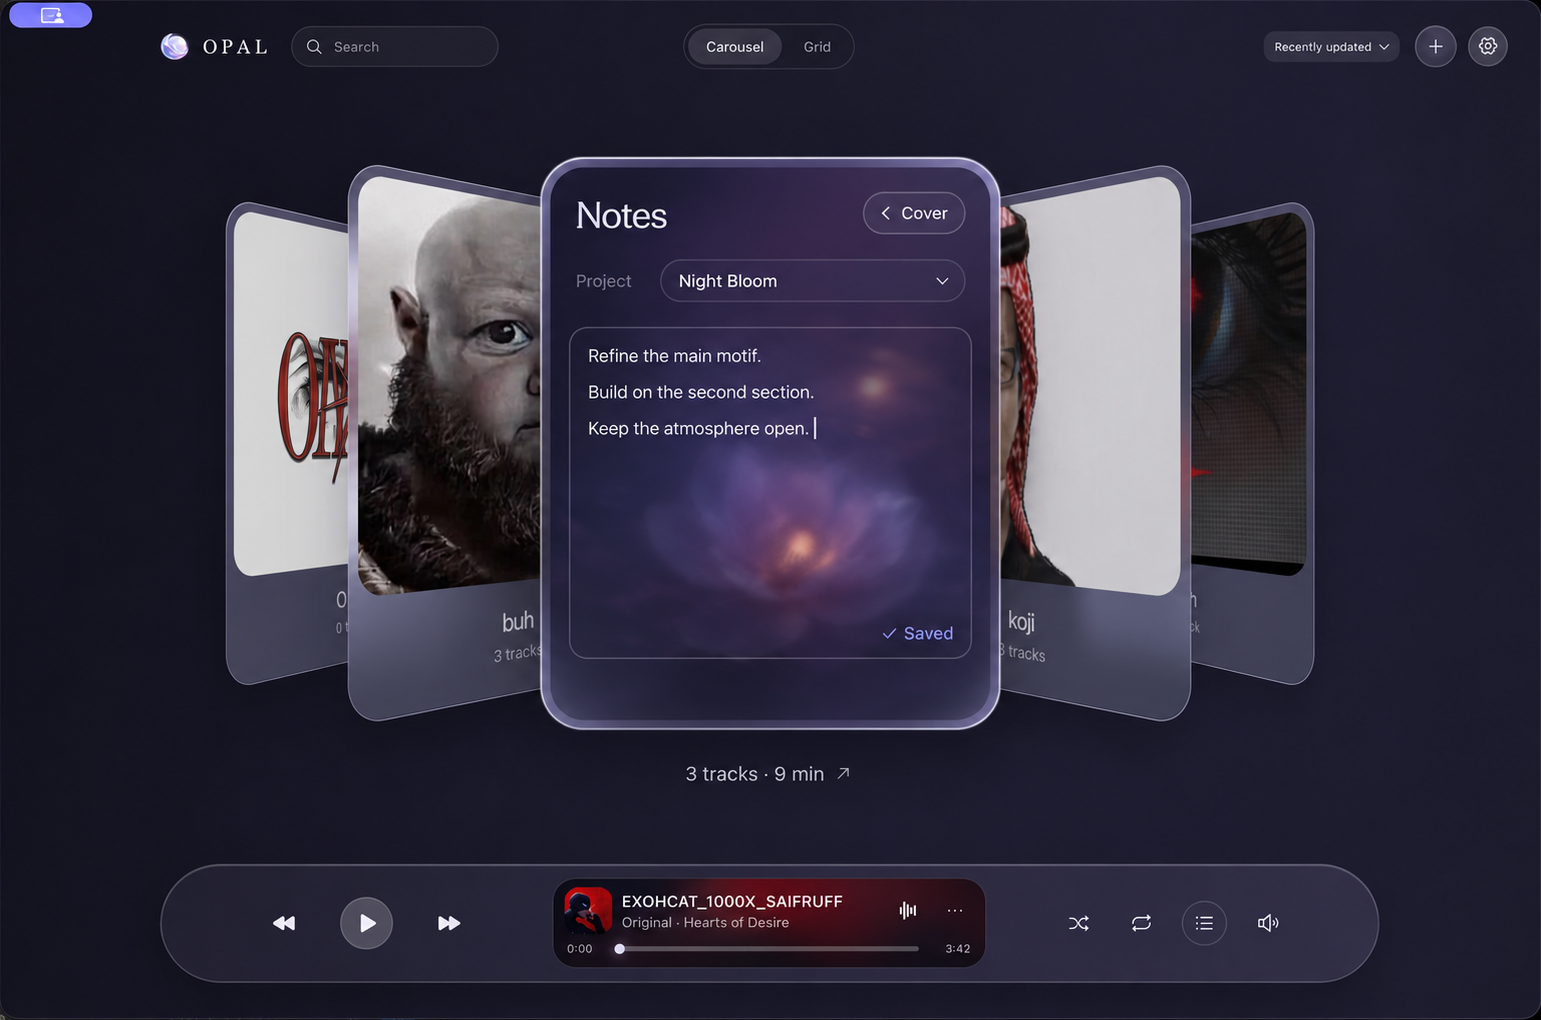 OPAL
Search
Carousel
Grid
Recently updated
Notes
Cover
Project
Night Bloom
Refine the main motif.
Build on the second section.
Keep the atmosphere open.
Saved
buh
3 tracks
koji
3 tracks
3 tracks · 9 min
EXOHCAT_1000X_SAIFRUFF
Original · Hearts of Desire
0:00
3:42